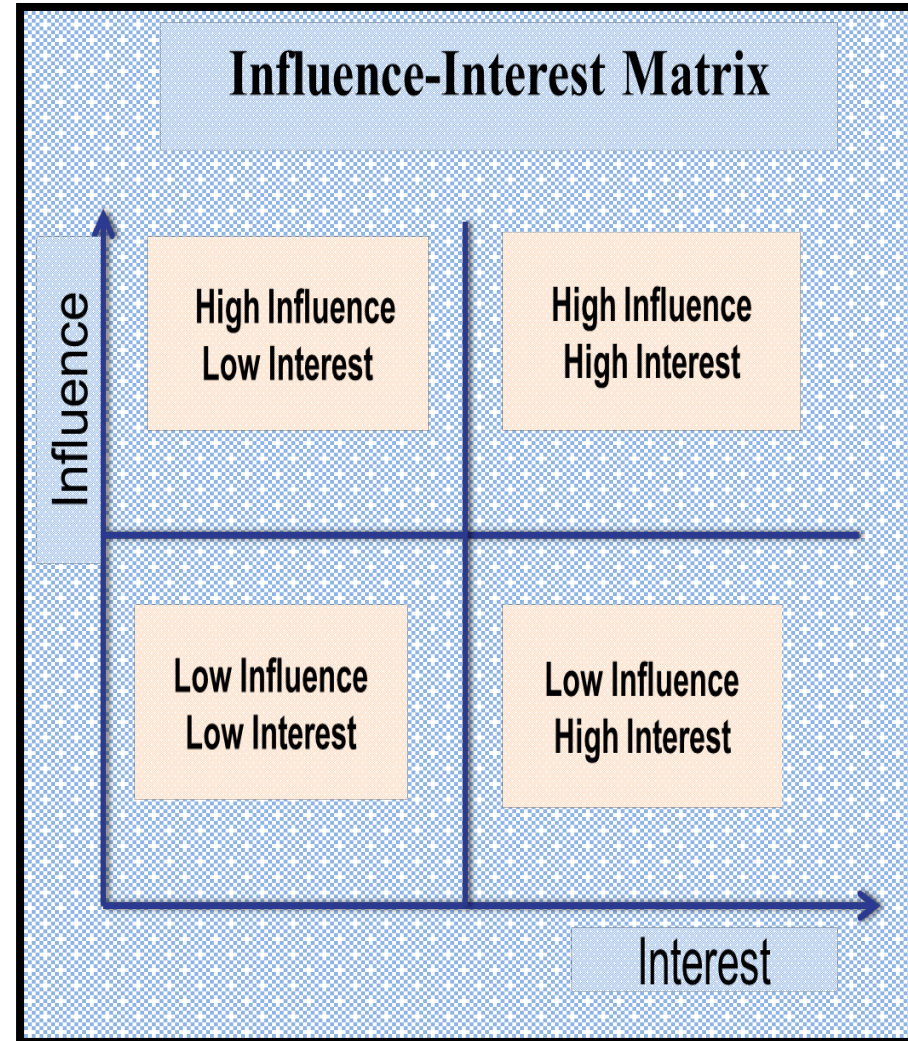 Influence-Interest Matrix
Influence
High Influence
Low Interest
High Influence
High Interest
Low Influence
Low Interest
Low Influence
High Interest
Interest